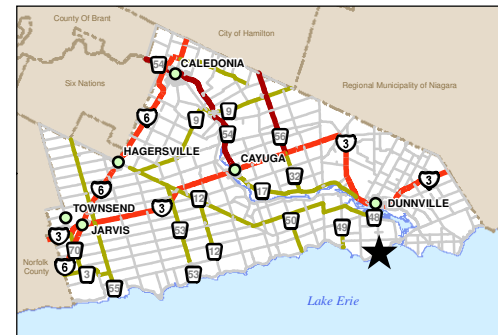 County Of Brant
City of Hamilton
CALEDONIA
54
Six Nations
Regional Municipality of Niagara
6
9
9
54
56
3
HAGERSVILLE
CAYUGA
6
32
3
17
12
TOWNSEND
3
DUNNVILLE
48
50
49
53
3
JARVIS
12
70
Norfolk
County
6
3
53
55
Lake Erie